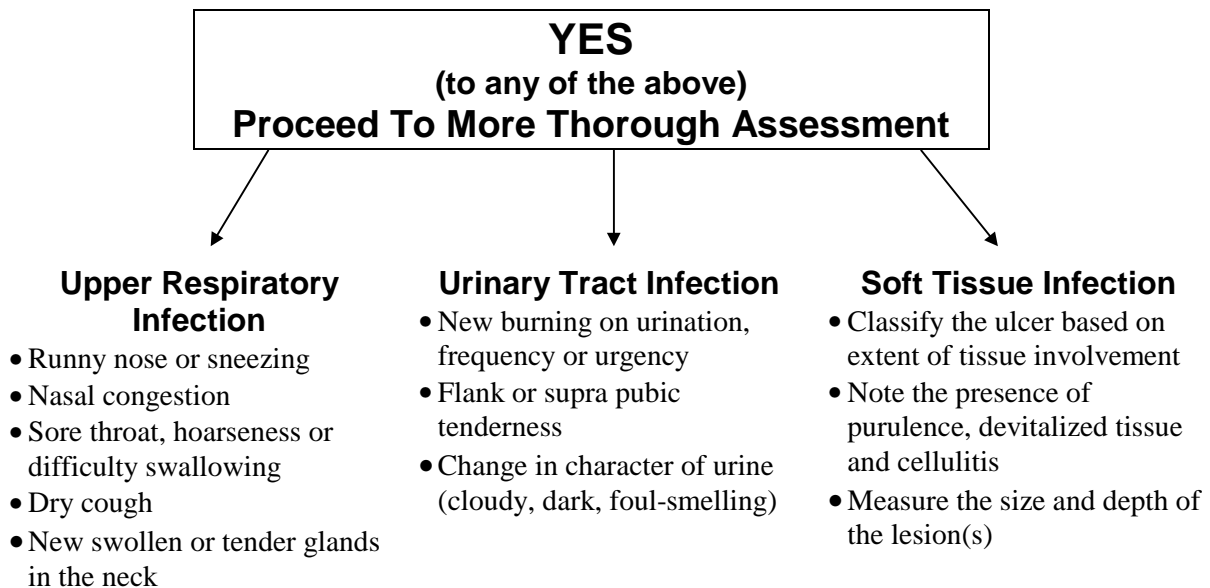 YES
(to any of the above)
Proceed To More Thorough Assessment
Upper Respiratory
Infection
• Runny nose or sneezing
• Nasal congestion
• Sore throat, hoarseness or
difficulty swallowing
• Dry cough
• New swollen or tender glands
in the neck
Urinary Tract Infection
• New burning on urination,
frequency or urgency
• Flank or supra pubic
tenderness
• Change in character of urine
(cloudy, dark, foul-smelling)
Soft Tissue Infection
• Classify the ulcer based on
extent of tissue involvement
• Note the presence of
purulence, devitalized tissue
and cellulitis
• Measure the size and depth of
the lesion(s)